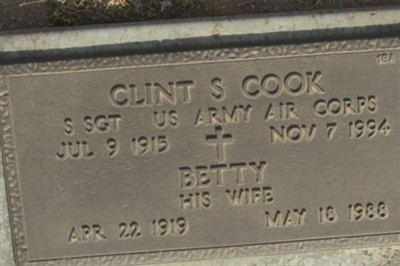 CLINT S COOK
S SGT US ARMY AIR CORPS
JUL 9 1915 NOV 7 1994
BETTY
HIS WIFE
APR 22 1919 MAY 18 1988